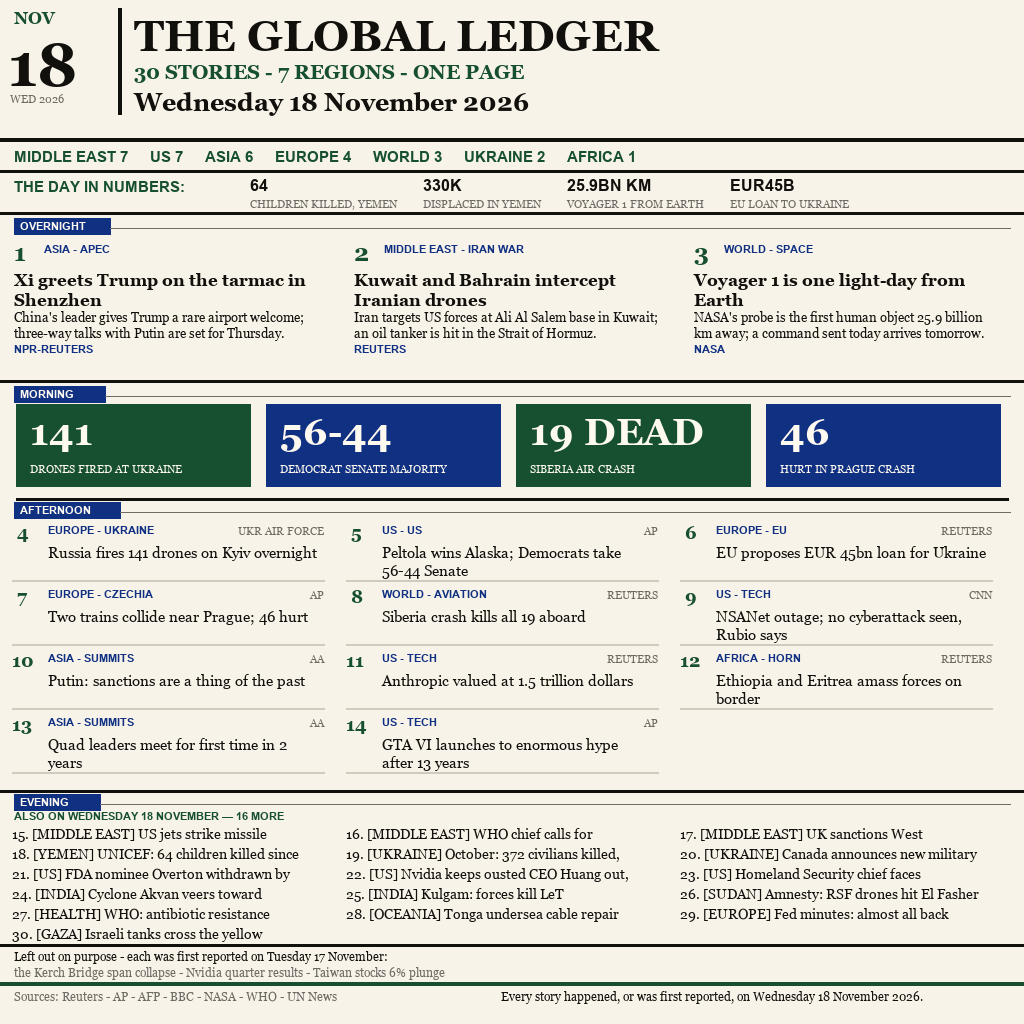 NOV
18
WED 2026
THE GLOBAL LEDGER
30 STORIES - 7 REGIONS - ONE PAGE
Wednesday 18 November 2026
MIDDLE EAST 7 US 7 ASIA 6 EUROPE 4 WORLD 3 UKRAINE 2 AFRICA 1
THE DAY IN NUMBERS:
64
CHILDREN KILLED, YEMEN
330K
DISPLACED IN YEMEN
25.9BN KM
VOYAGER 1 FROM EARTH
EUR45B
EU LOAN TO UKRAINE
OVERNIGHT
1 ASIA - APEC
Xi greets Trump on the tarmac in
Shenzhen
China's leader gives Trump a rare airport welcome;
three-way talks with Putin are set for Thursday.
NPR-REUTERS
2 MIDDLE EAST - IRAN WAR
Kuwait and Bahrain intercept
Iranian drones
Iran targets US forces at Ali Al Salem base in Kuwait;
an oil tanker is hit in the Strait of Hormuz.
REUTERS
3 WORLD - SPACE
Voyager 1 is one light-day from
Earth
NASA's probe is the first human object 25.9 billion
km away; a command sent today arrives tomorrow.
NASA
MORNING
141
DRONES FIRED AT UKRAINE
56-44
DEMOCRAT SENATE MAJORITY
19 DEAD
SIBERIA AIR CRASH
46
HURT IN PRAGUE CRASH
AFTERNOON
4 EUROPE - UKRAINE UKR AIR FORCE
Russia fires 141 drones on Kyiv overnight
5 US - US AP
Peltola wins Alaska; Democrats take
56-44 Senate
6 EUROPE - EU REUTERS
EU proposes EUR 45bn loan for Ukraine
7 EUROPE - CZECHIA AP
Two trains collide near Prague; 46 hurt
8 WORLD - AVIATION REUTERS
Siberia crash kills all 19 aboard
9 US - TECH CNN
NSANet outage; no cyberattack seen,
Rubio says
10 ASIA - SUMMITS AA
Putin: sanctions are a thing of the past
11 US - TECH REUTERS
Anthropic valued at 1.5 trillion dollars
12 AFRICA - HORN REUTERS
Ethiopia and Eritrea amass forces on
border
13 ASIA - SUMMITS AA
Quad leaders meet for first time in 2
years
14 US - TECH AP
GTA VI launches to enormous hype
after 13 years
EVENING
ALSO ON WEDNESDAY 18 NOVEMBER — 16 MORE
15. [MIDDLE EAST] US jets strike missile
16. [MIDDLE EAST] WHO chief calls for
17. [MIDDLE EAST] UK sanctions West
18. [YEMEN] UNICEF: 64 children killed since
19. [UKRAINE] October: 372 civilians killed,
20. [UKRAINE] Canada announces new military
21. [US] FDA nominee Overton withdrawn by
22. [US] Nvidia keeps ousted CEO Huang out,
23. [US] Homeland Security chief faces
24. [INDIA] Cyclone Akvan veers toward
25. [INDIA] Kulgam: forces kill LeT
26. [SUDAN] Amnesty: RSF drones hit El Fasher
27. [HEALTH] WHO: antibiotic resistance
28. [OCEANIA] Tonga undersea cable repair
29. [EUROPE] Fed minutes: almost all back
30. [GAZA] Israeli tanks cross the yellow
Left out on purpose - each was first reported on Tuesday 17 November:
the Kerch Bridge span collapse - Nvidia quarter results - Taiwan stocks 6% plunge
Sources: Reuters - AP - AFP - BBC - NASA - WHO - UN News
Every story happened, or was first reported, on Wednesday 18 November 2026.